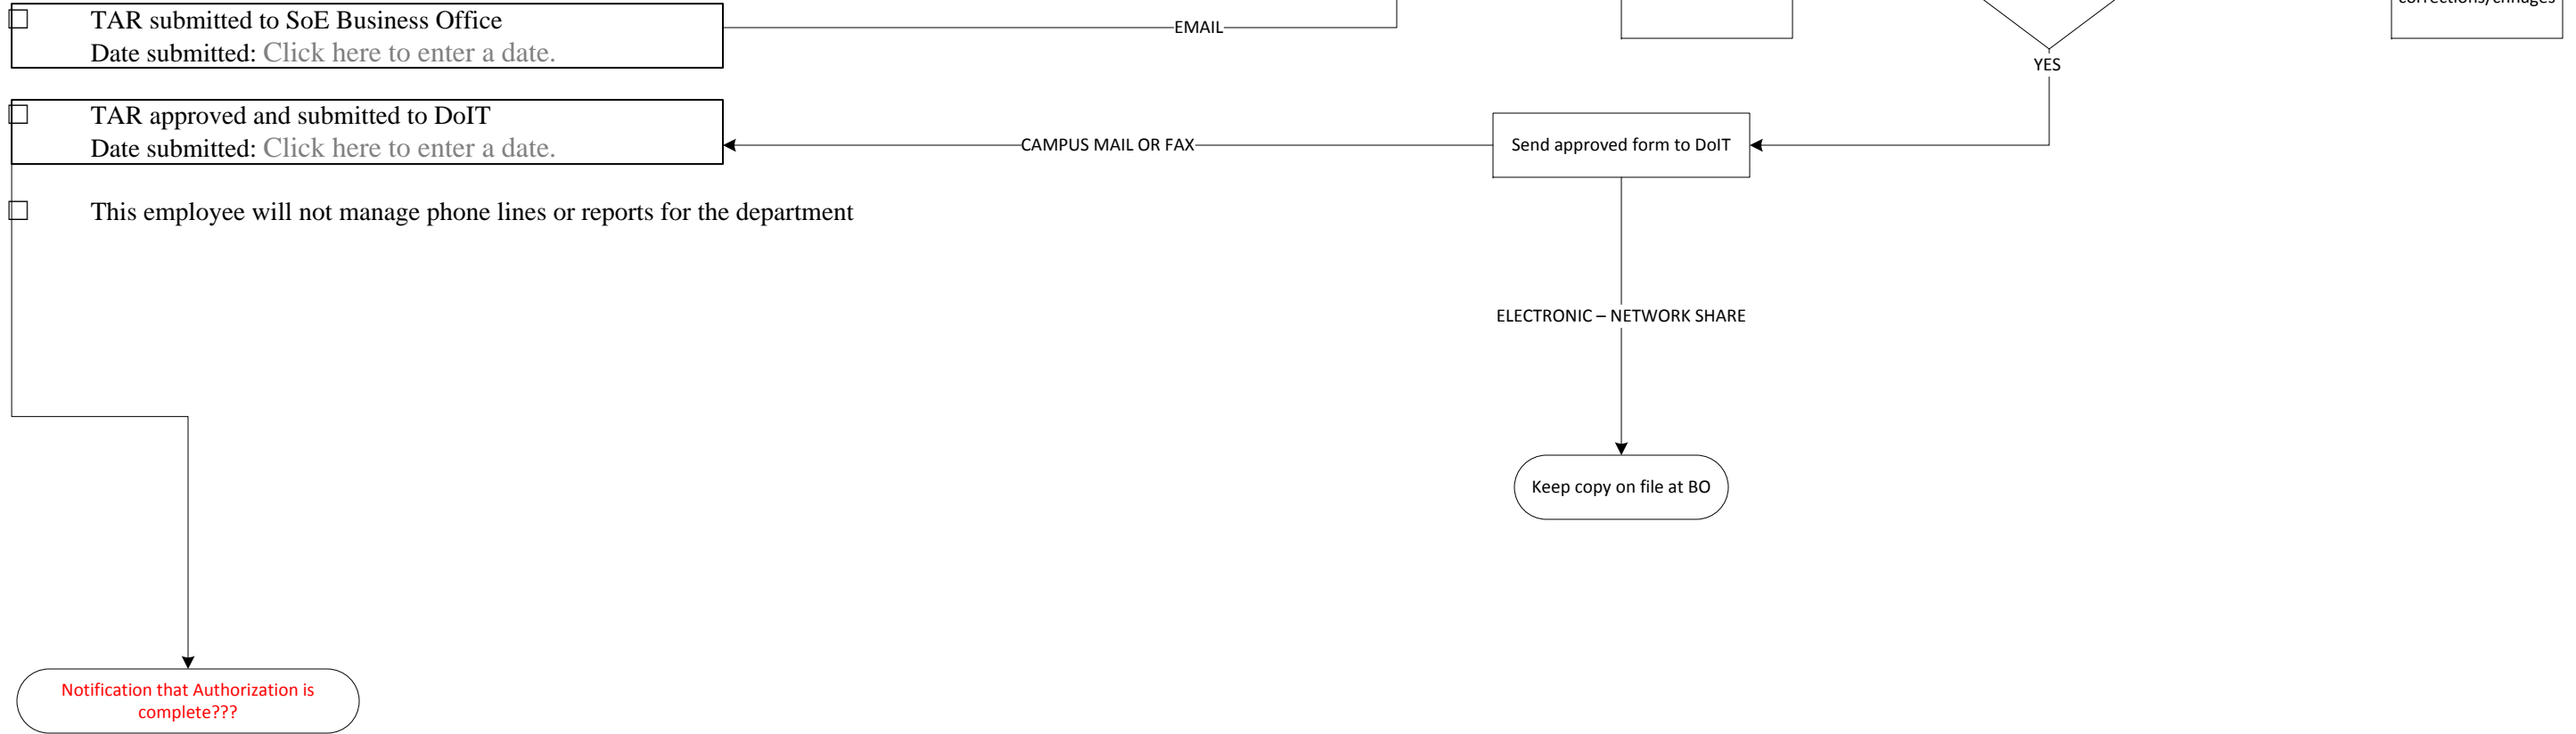 corrections/chnages
☐ TAR submitted to SoE Business Office
EMAIL
Date submitted: Click here to enter a date.
YES
☐ TAR approved and submitted to DoIT
Date submitted: Click here to enter a date.
CAMPUS MAIL OR FAX
Send approved form to DoIT
☐ This employee will not manage phone lines or reports for the department
ELECTRONIC – NETWORK SHARE
Keep copy on file at BO
Notification that Authorization is
complete???